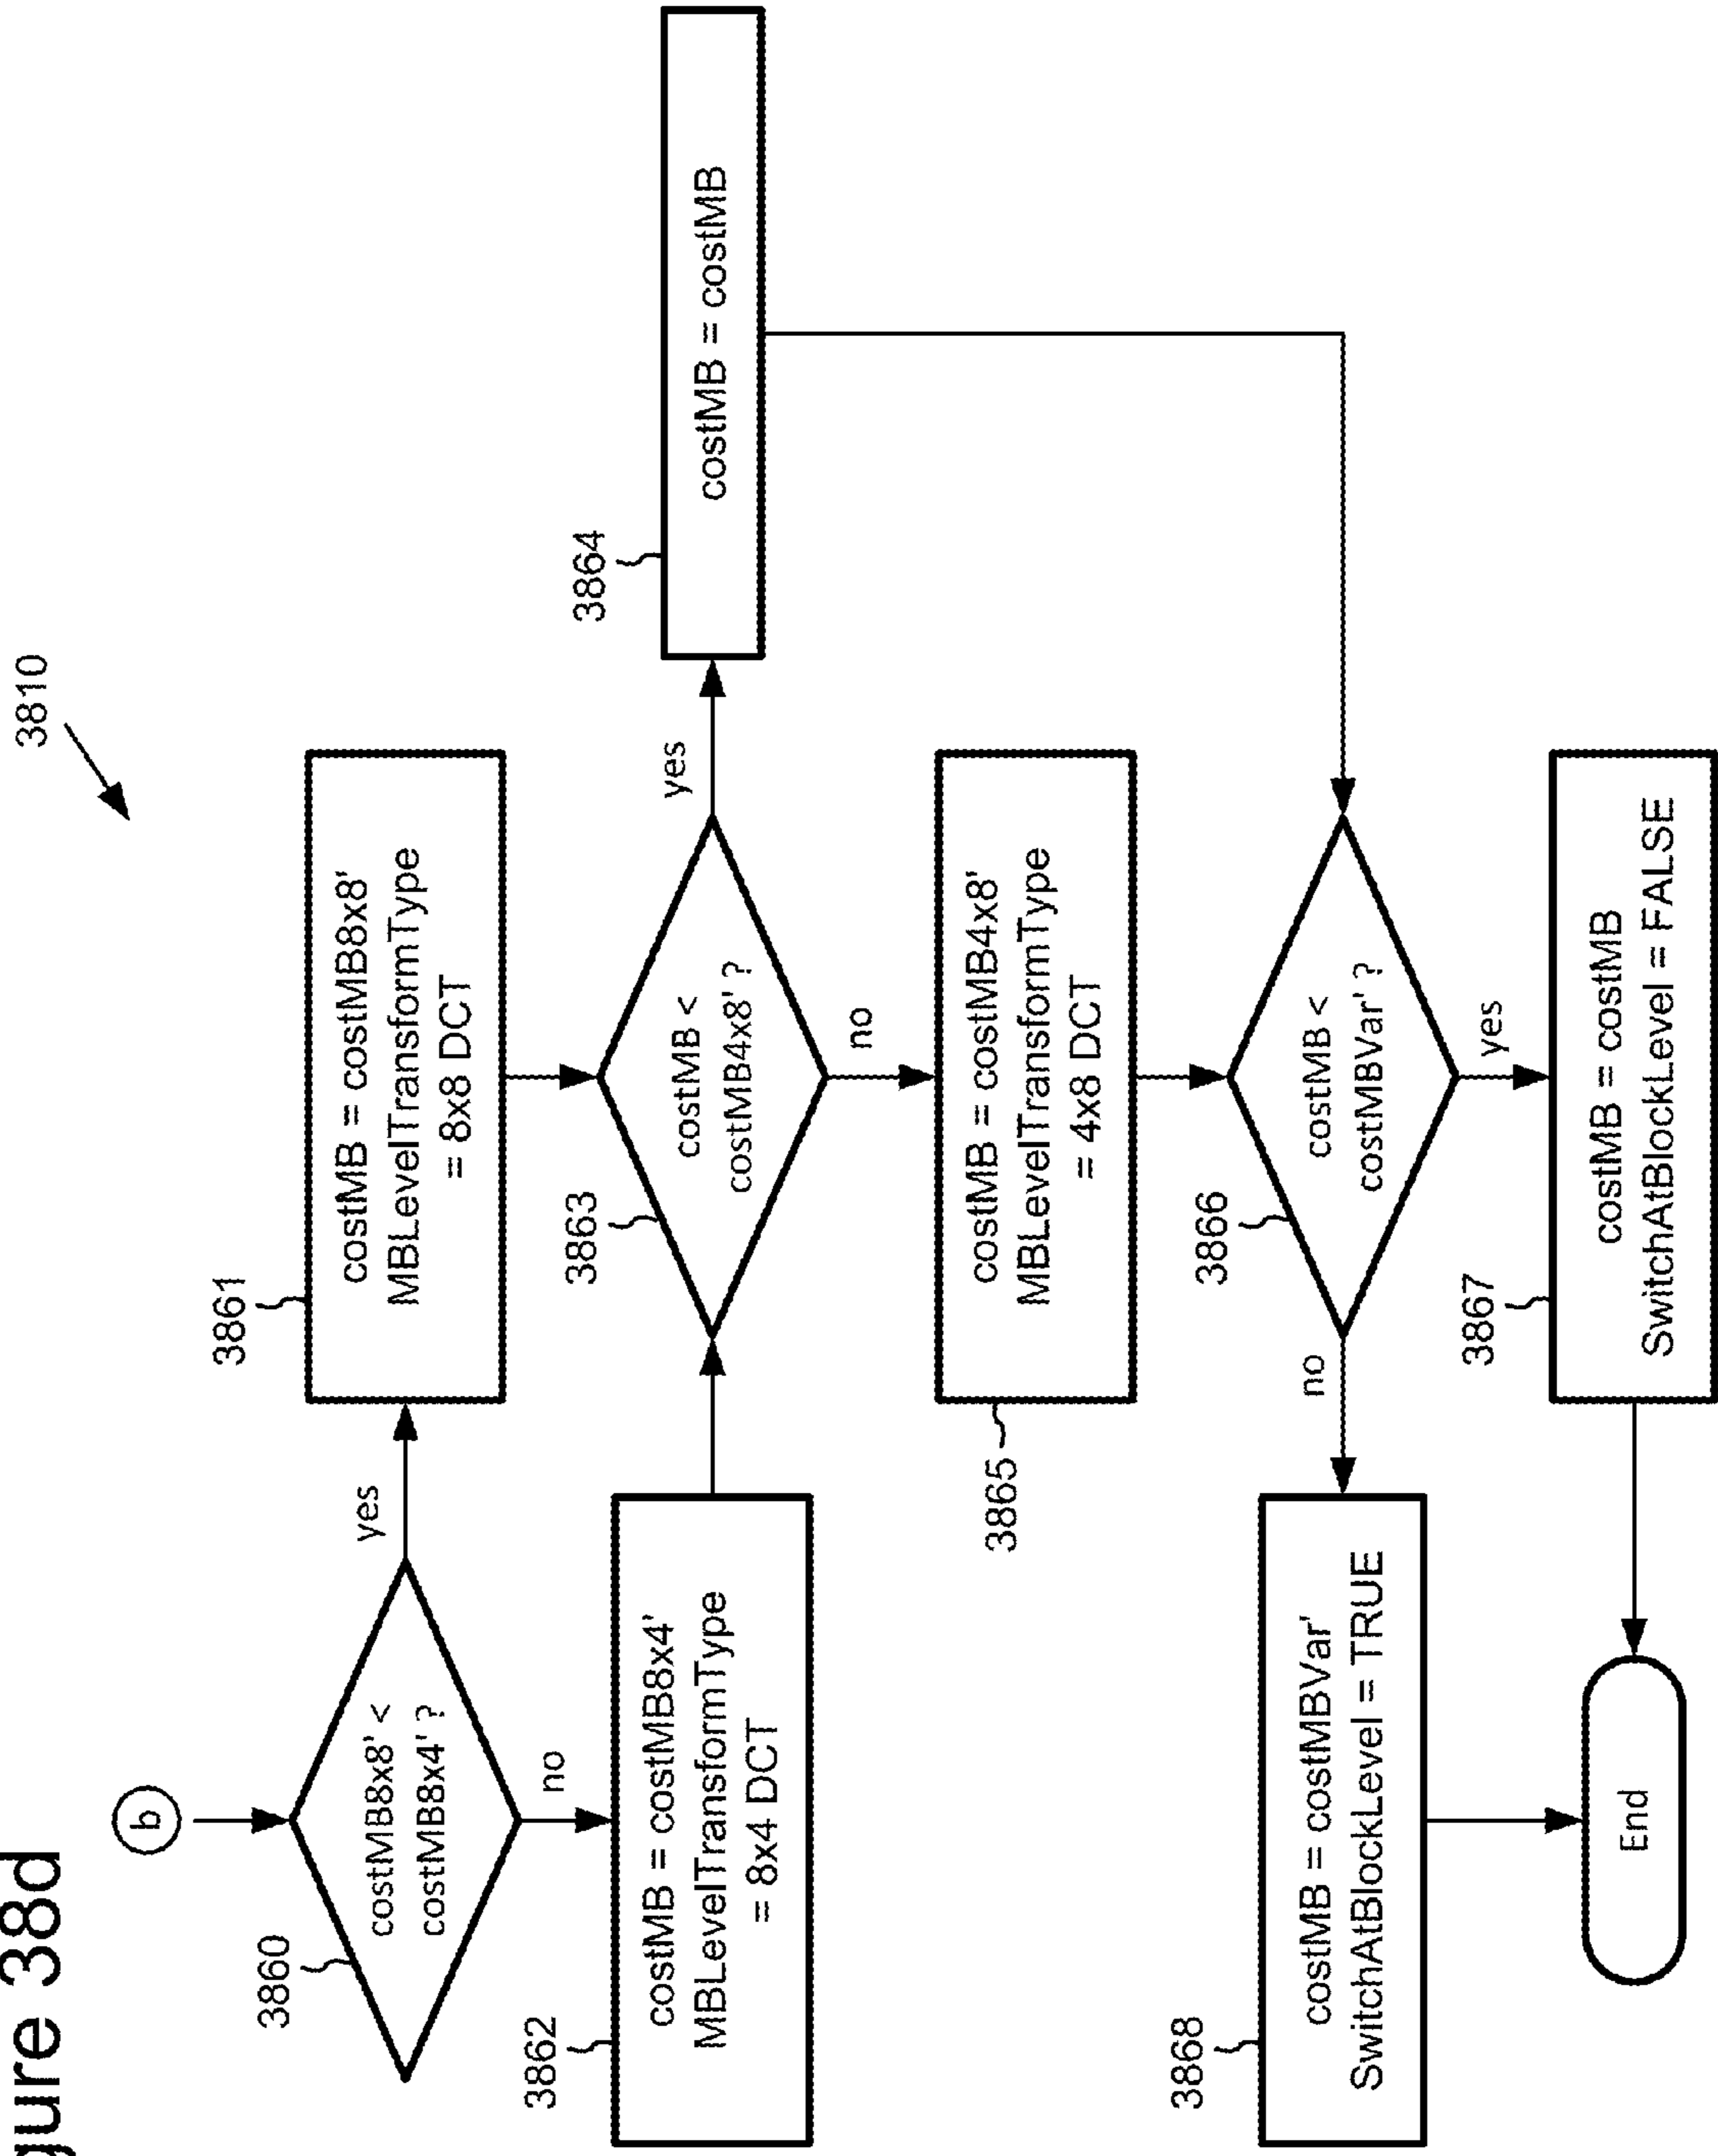 gure 38d
3810
b
3860
costMB8x8' <
costMB8x4' ?
yes
no
3861
costMB = costMB8x8'
MBLevelTransformType
= 8x8 DCT
3862
costMB = costMB8x4'
MBLevelTransformType
= 8x4 DCT
3863
costMB <
costMB4x8' ?
yes
no
3864
costMB = costMB
3865
costMB = costMB4x8'
MBLevelTransformType
= 4x8 DCT
3866
costMB <
costMBVar' ?
no
yes
3868
costMB = costMBVar'
SwitchAtBlockLevel = TRUE
3867
costMB = costMB
SwitchAtBlockLevel = FALSE
End